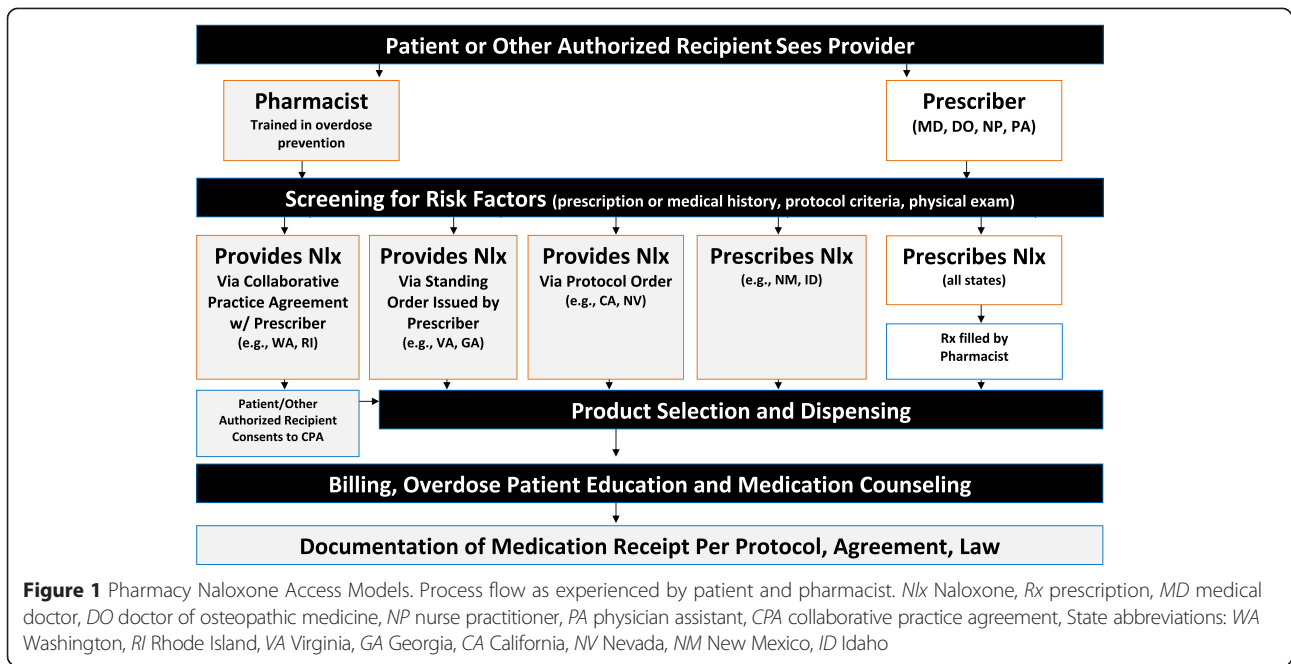 Patient or Other Authorized Recipient Sees Provider
Pharmacist
Trained in overdose
prevention
Prescriber
(MD, DO, NP, PA)
Screening for Risk Factors (prescription or medical history, protocol criteria, physical exam)
Provides Nlx
Via Collaborative
Practice Agreement
w/ Prescriber
(e.g., WA, RI)
Provides Nlx
Via Standing
Order Issued by
Prescriber
(e.g., VA, GA)
Provides Nlx
Via Protocol Order
(e.g., CA, NV)
Prescribes Nlx
(e.g., NM, ID)
Prescribes Nlx
(all states)
Rx filled by
Pharmacist
Patient/Other
Authorized Recipient
Consents to CPA
Product Selection and Dispensing
Billing, Overdose Patient Education and Medication Counseling
Documentation of Medication Receipt Per Protocol, Agreement, Law
Figure 1 Pharmacy Naloxone Access Models. Process flow as experienced by patient and pharmacist. Nlx Naloxone, Rx prescription, MD medical
doctor, DO doctor of osteopathic medicine, NP nurse practitioner, PA physician assistant, CPA collaborative practice agreement, State abbreviations: WA
Washington, RI Rhode Island, VA Virginia, GA Georgia, CA California, NV Nevada, NM New Mexico, ID Idaho